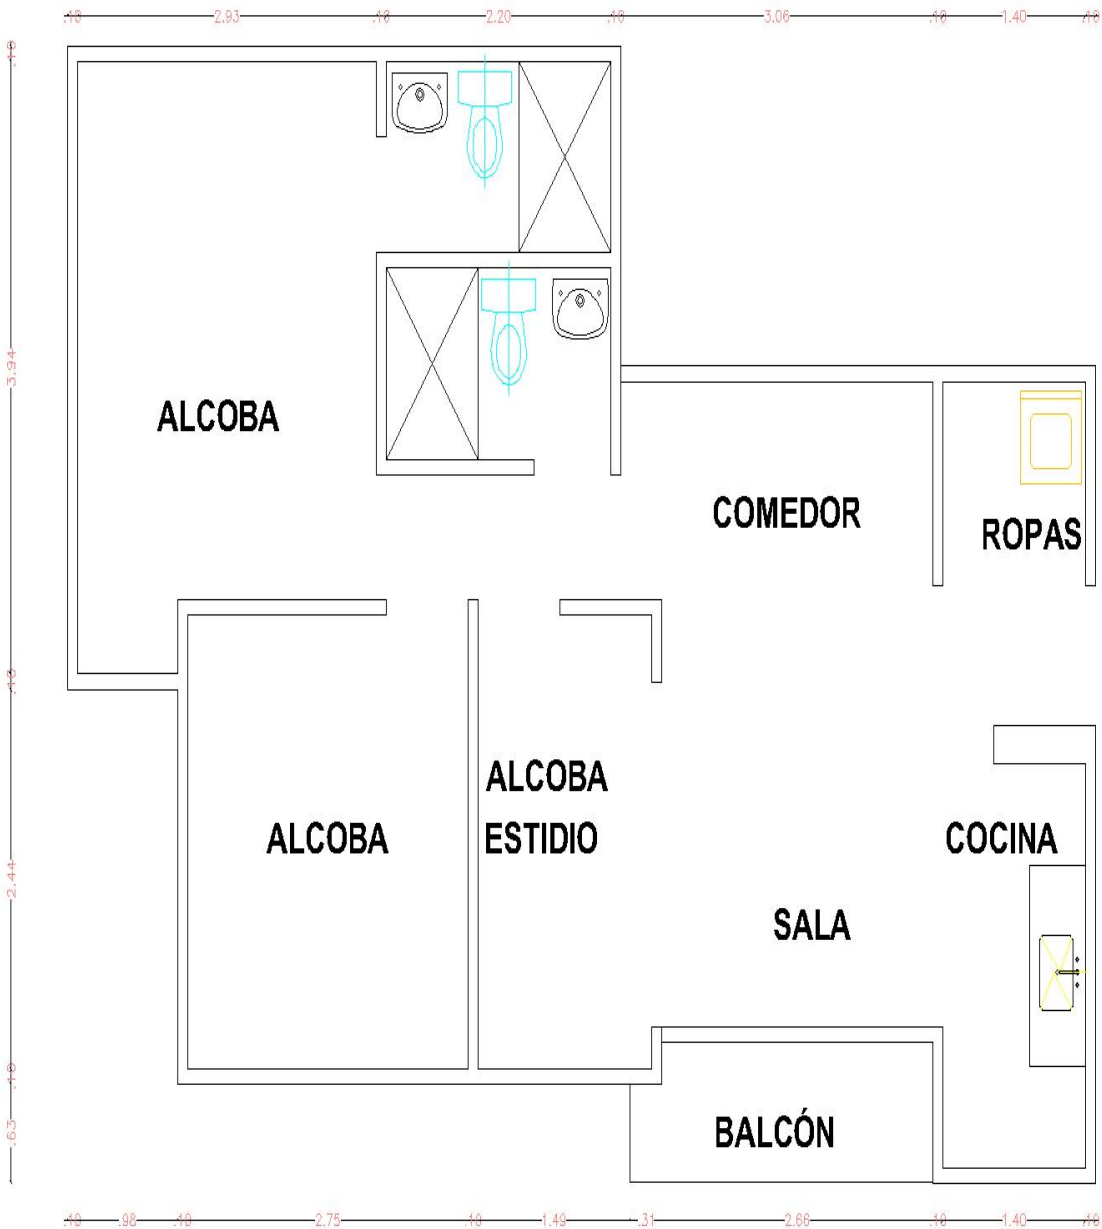 .10 2.93 .10 2.20 .10 3.06 .10 1.40 .10
.10
3.94
.10
2.44
.10
.63
ALCOBA
COMEDOR
ROPAS
ALCOBA
ESTIDIO
ALCOBA
COCINA
SALA
BALCÓN
.10 .98 .10 2.75 .10 1.49 .31 2.66 .10 1.40 .10